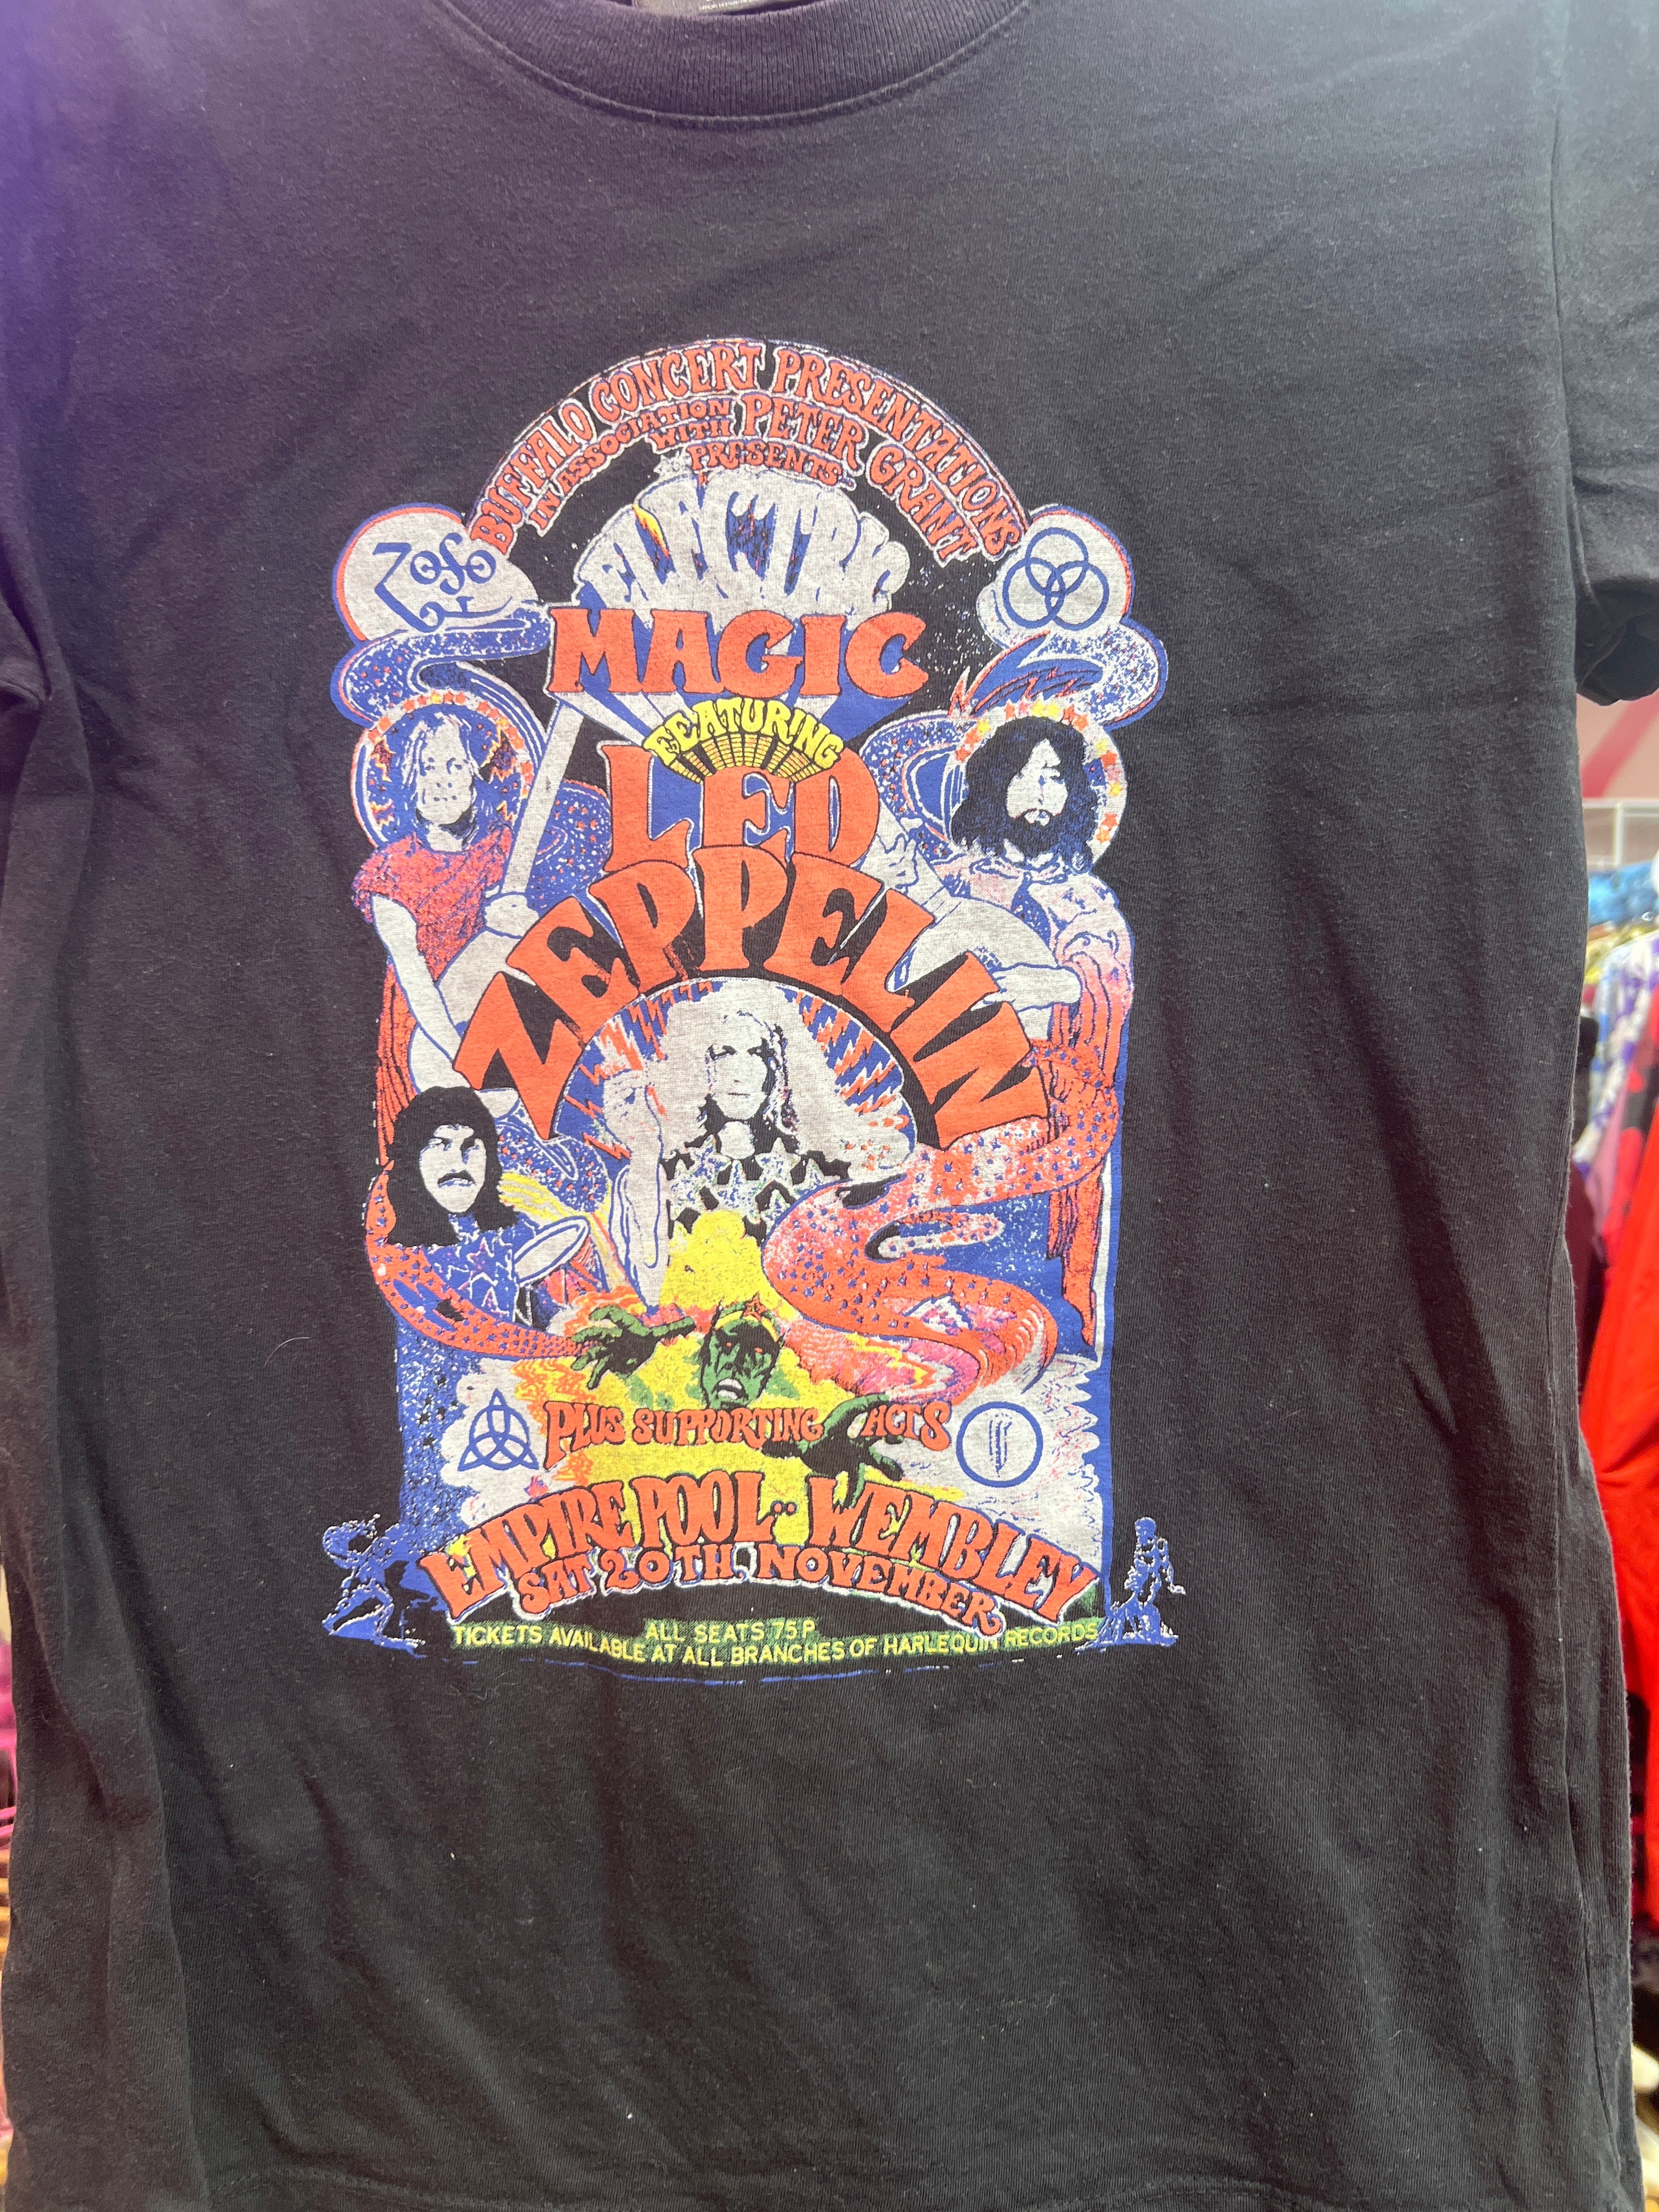 BUFFALO CONCERT PRESENTATIONS
IN ASSOCIATION WITH PETER GRANT
PRESENTS
ELECTRIC
MAGIC
FEATURING
LED
ZEPPELIN
PLUS SUPPORTING ACTS
EMPIRE POOL·· WEMBLEY
SAT 20TH. NOVEMBER
ALL SEATS 75P.
TICKETS AVAILABLE AT ALL BRANCHES OF HARLEQUIN RECORDS